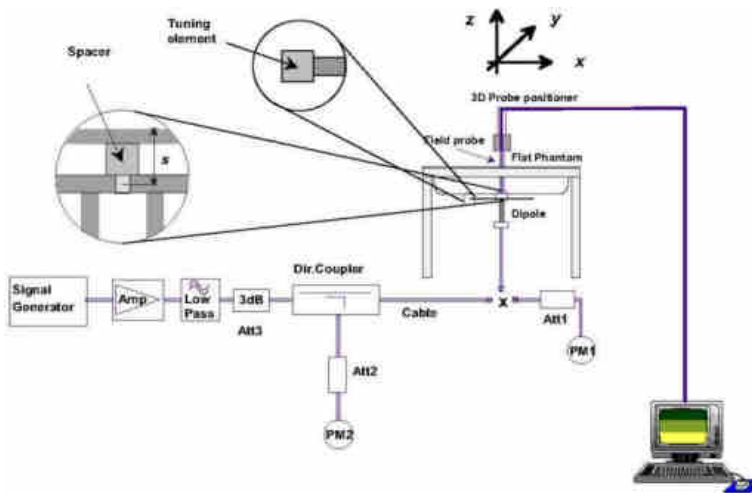 Tuning
element
Spacer
s
z
y
x
3D Probe positioner
Field probe
Flat Phantom
Dipole
Dir.Coupler
Signal
Generator
Amp
Low
Pass
3dB
Att3
Cable
x
Att1
PM1
Att2
PM2